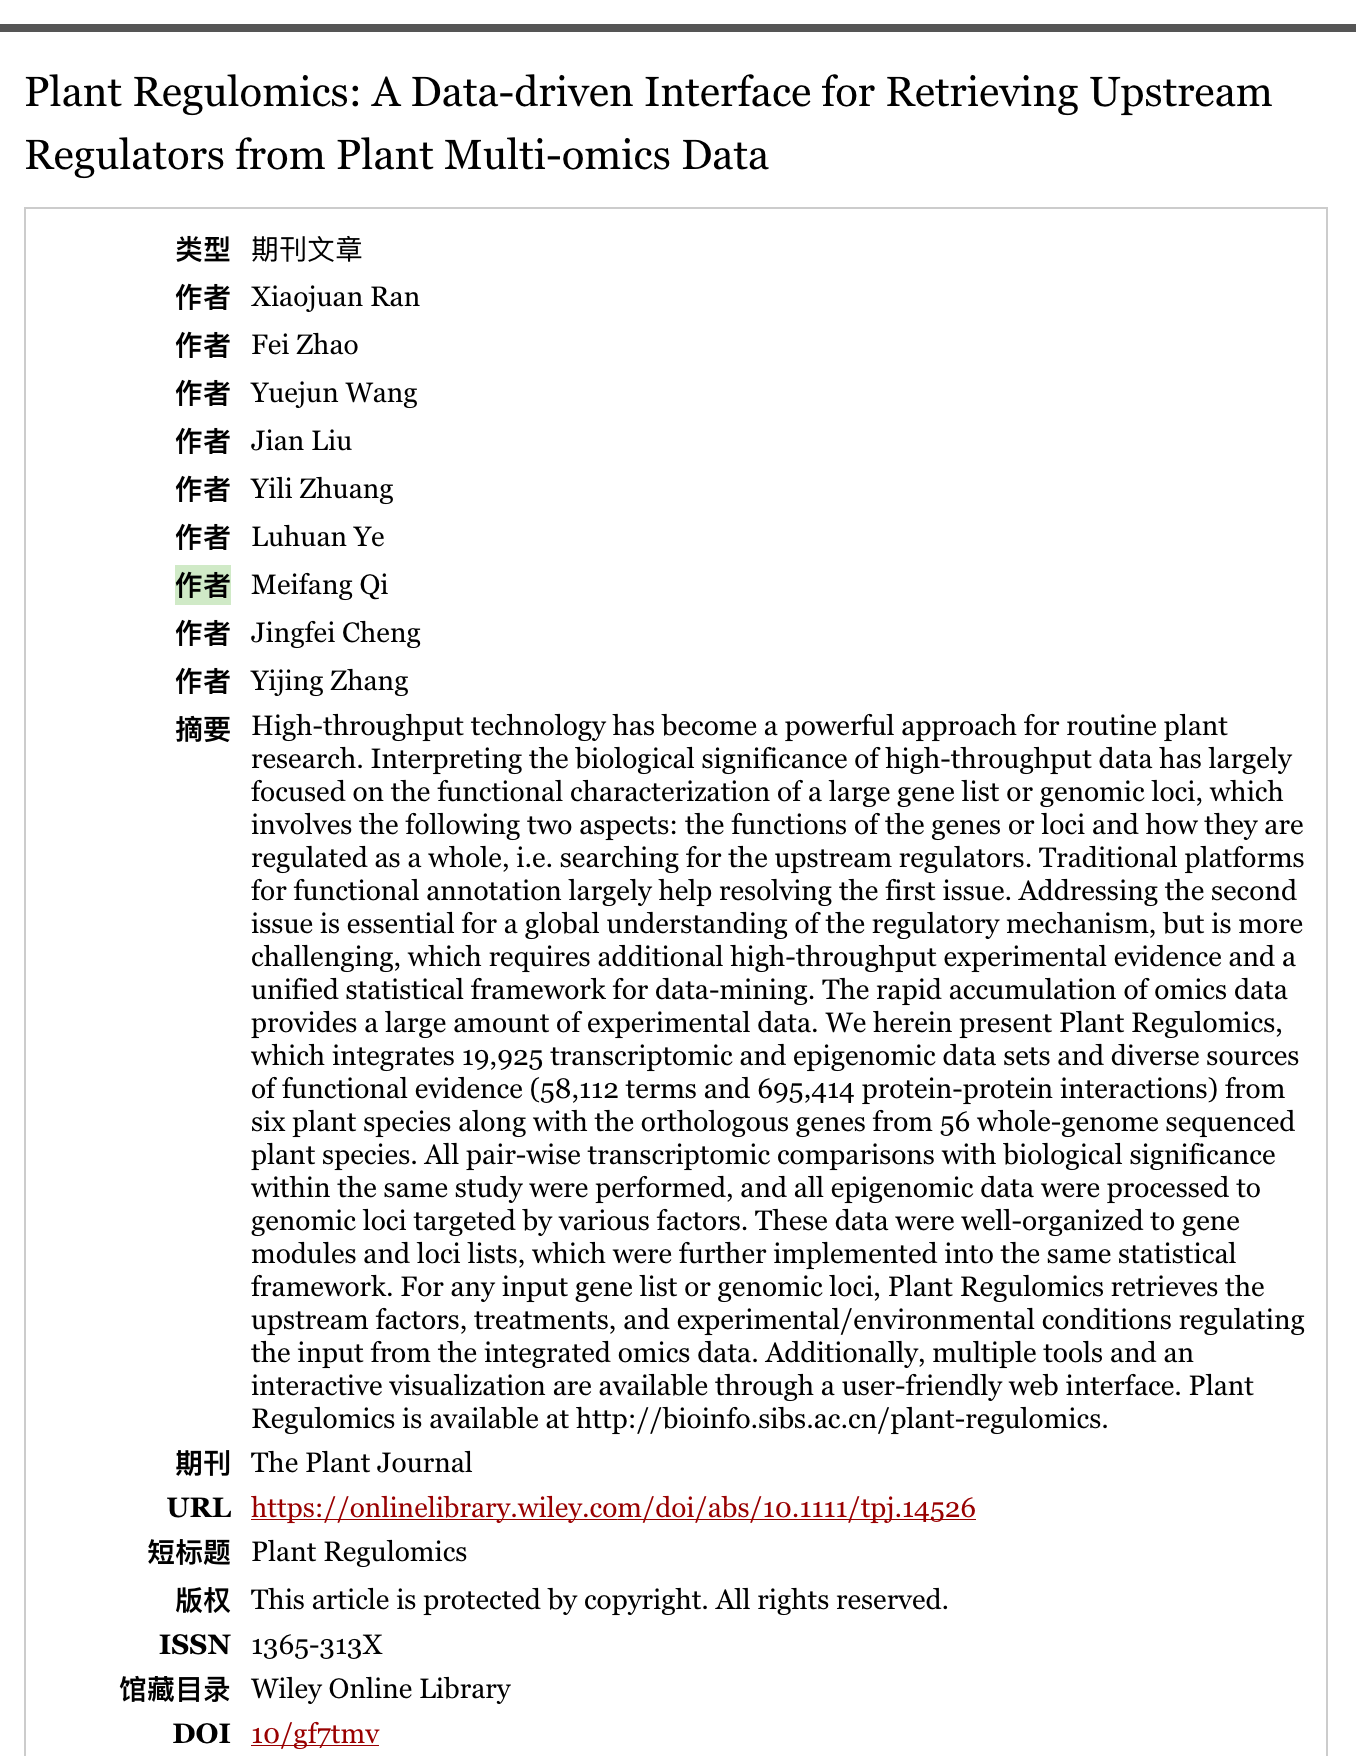 Plant Regulomics: A Data-driven Interface for Retrieving Upstream
Regulators from Plant Multi-omics Data
类型 期刊文章
作者 Xiaojuan Ran
作者 Fei Zhao
作者 Yuejun Wang
作者 Jian Liu
作者 Yili Zhuang
作者 Luhuan Ye
作者 Meifang Qi
作者 Jingfei Cheng
作者 Yijing Zhang
摘要 High-throughput technology has become a powerful approach for routine plant
research. Interpreting the biological significance of high-throughput data has largely
focused on the functional characterization of a large gene list or genomic loci, which
involves the following two aspects: the functions of the genes or loci and how they are
regulated as a whole, i.e. searching for the upstream regulators. Traditional platforms
for functional annotation largely help resolving the first issue. Addressing the second
issue is essential for a global understanding of the regulatory mechanism, but is more
challenging, which requires additional high-throughput experimental evidence and a
unified statistical framework for data-mining. The rapid accumulation of omics data
provides a large amount of experimental data. We herein present Plant Regulomics,
which integrates 19,925 transcriptomic and epigenomic data sets and diverse sources
of functional evidence (58,112 terms and 695,414 protein-protein interactions) from
six plant species along with the orthologous genes from 56 whole-genome sequenced
plant species. All pair-wise transcriptomic comparisons with biological significance
within the same study were performed, and all epigenomic data were processed to
genomic loci targeted by various factors. These data were well-organized to gene
modules and loci lists, which were further implemented into the same statistical
framework. For any input gene list or genomic loci, Plant Regulomics retrieves the
upstream factors, treatments, and experimental/environmental conditions regulating
the input from the integrated omics data. Additionally, multiple tools and an
interactive visualization are available through a user-friendly web interface. Plant
Regulomics is available at http://bioinfo.sibs.ac.cn/plant-regulomics.
期刊 The Plant Journal
URL https://onlinelibrary.wiley.com/doi/abs/10.1111/tpj.14526
短标题 Plant Regulomics
版权 This article is protected by copyright. All rights reserved.
ISSN 1365-313X
馆藏目录 Wiley Online Library
DOI 10/gf7tmv